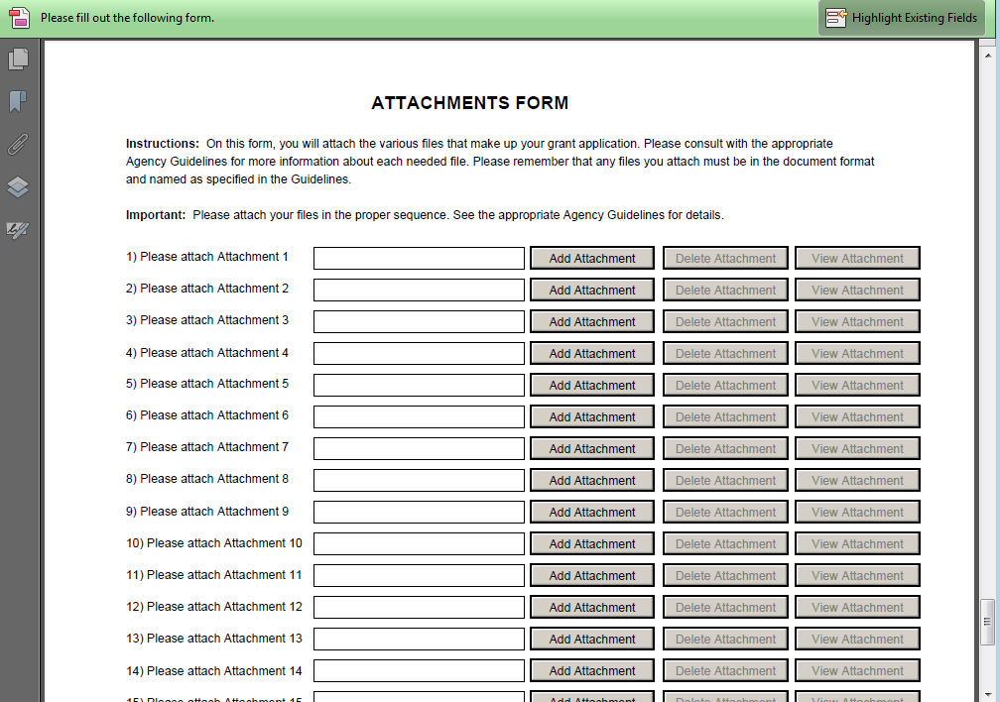 Please fill out the following form.
Highlight Existing Fields
ATTACHMENTS FORM
Instructions: On this form, you will attach the various files that make up your grant application. Please consult with the appropriate
Agency Guidelines for more information about each needed file. Please remember that any files you attach must be in the document format
and named as specified in the Guidelines.
Important: Please attach your files in the proper sequence. See the appropriate Agency Guidelines for details.
1) Please attach Attachment 1 Add Attachment Delete Attachment View Attachment
2) Please attach Attachment 2 Add Attachment Delete Attachment View Attachment
3) Please attach Attachment 3 Add Attachment Delete Attachment View Attachment
4) Please attach Attachment 4 Add Attachment Delete Attachment View Attachment
5) Please attach Attachment 5 Add Attachment Delete Attachment View Attachment
6) Please attach Attachment 6 Add Attachment Delete Attachment View Attachment
7) Please attach Attachment 7 Add Attachment Delete Attachment View Attachment
8) Please attach Attachment 8 Add Attachment Delete Attachment View Attachment
9) Please attach Attachment 9 Add Attachment Delete Attachment View Attachment
10) Please attach Attachment 10 Add Attachment Delete Attachment View Attachment
11) Please attach Attachment 11 Add Attachment Delete Attachment View Attachment
12) Please attach Attachment 12 Add Attachment Delete Attachment View Attachment
13) Please attach Attachment 13 Add Attachment Delete Attachment View Attachment
14) Please attach Attachment 14 Add Attachment Delete Attachment View Attachment
15) Please attach Attachment 15 Add Attachment Delete Attachment View Attachment